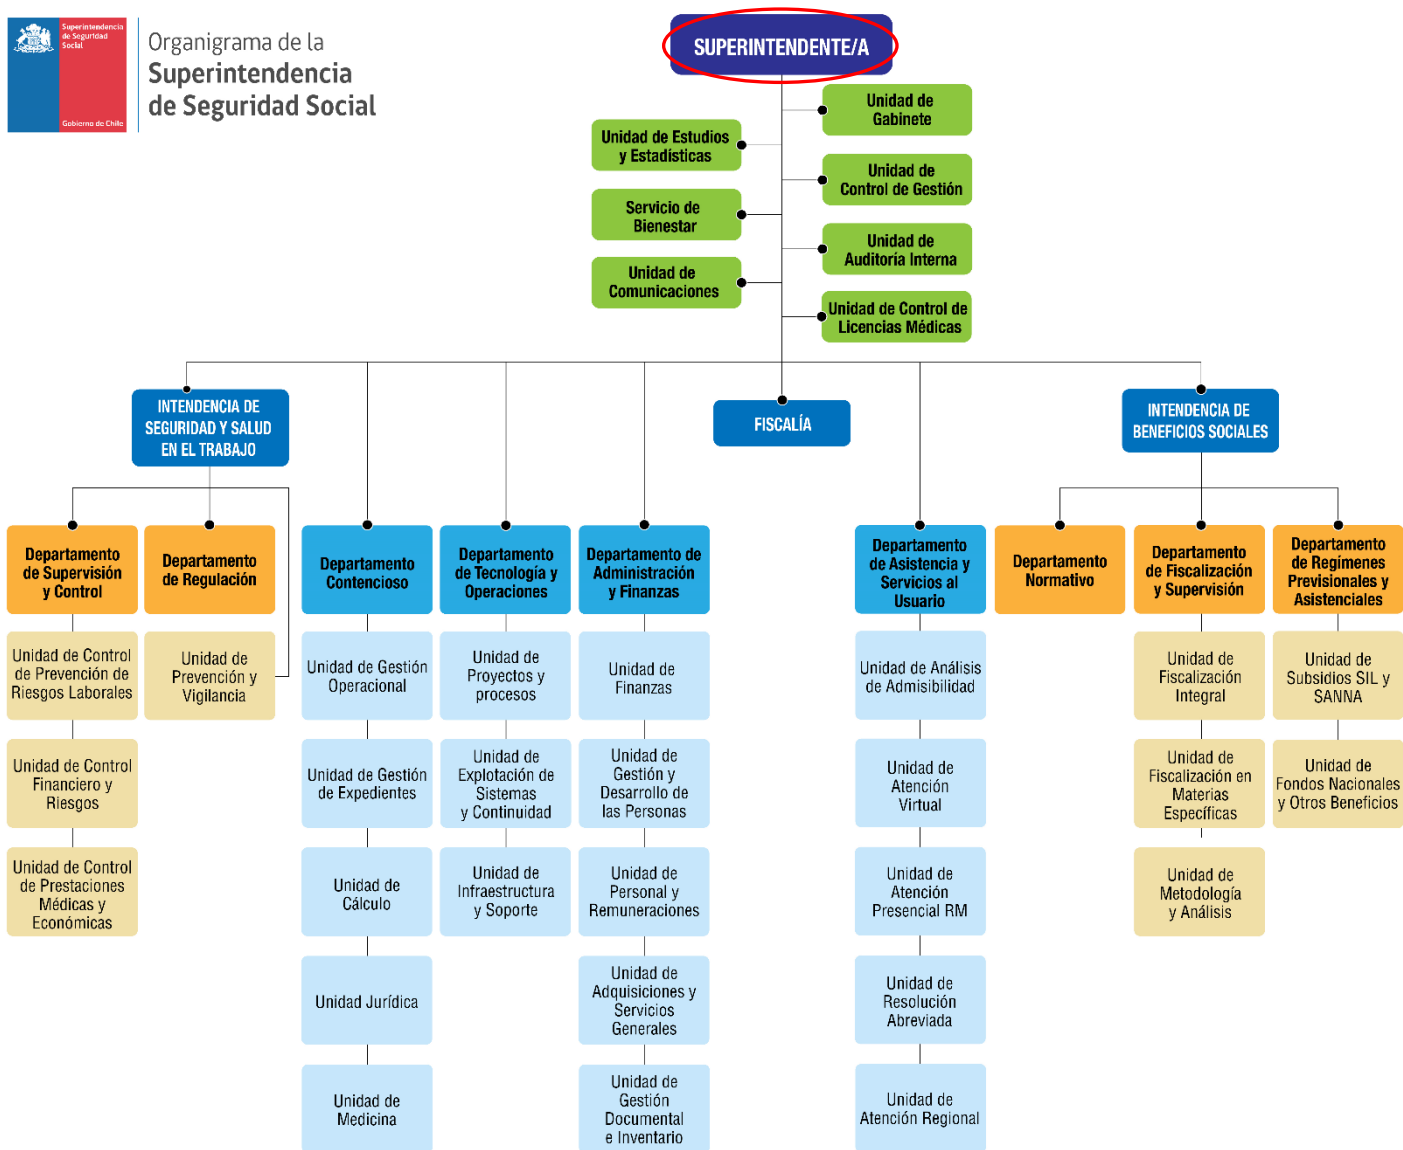 Superintendencia
de Seguridad
Social
Gobierno de Chile
Organigrama de la
Superintendencia
de Seguridad Social
SUPERINTENDENTE/A
Unidad de
Gabinete
Unidad de Estudios
y Estadísticas
Unidad de
Control de Gestión
Servicio de
Bienestar
Unidad de
Auditoría Interna
Unidad de
Comunicaciones
Unidad de Control de
Licencias Médicas
INTENDENCIA DE
SEGURIDAD Y SALUD
EN EL TRABAJO
FISCALÍA
INTENDENCIA DE
BENEFICIOS SOCIALES
Departamento
de Supervisión
y Control
Departamento
de Regulación
Departamento
Contencioso
Departamento
de Tecnología y
Operaciones
Departamento de
Administración
y Finanzas
Departamento
de Asistencia y
Servicios al
Usuario
Departamento
Normativo
Departamento
de Fiscalización
y Supervisión
Departamento
de Regímenes
Previsionales y
Asistenciales
Unidad de Control
de Prevención de
Riesgos Laborales
Unidad de
Prevención y
Vigilancia
Unidad de Gestión
Operacional
Unidad de
Proyectos y
procesos
Unidad de
Finanzas
Unidad de Análisis
de Admisibilidad
Unidad de
Fiscalización
Integral
Unidad de
Subsidios SIL y
SANNA
Unidad de Control
Financiero y
Riesgos
Unidad de Gestión
de Expedientes
Unidad de
Explotación de
Sistemas
y Continuidad
Unidad de
Gestión y
Desarrollo de
las Personas
Unidad de
Atención
Virtual
Unidad de
Fiscalización en
Materias
Específicas
Unidad de
Fondos Nacionales
y Otros Beneficios
Unidad de Control
de Prestaciones
Médicas y
Económicas
Unidad de
Cálculo
Unidad de
Infraestructura
y Soporte
Unidad de
Personal y
Remuneraciones
Unidad de
Atención
Presencial RM
Unidad de
Metodología
y Análisis
Unidad Jurídica
Unidad de
Adquisiciones y
Servicios
Generales
Unidad de
Resolución
Abreviada
Unidad de
Medicina
Unidad de
Gestión
Documental
e Inventario
Unidad de
Atención Regional